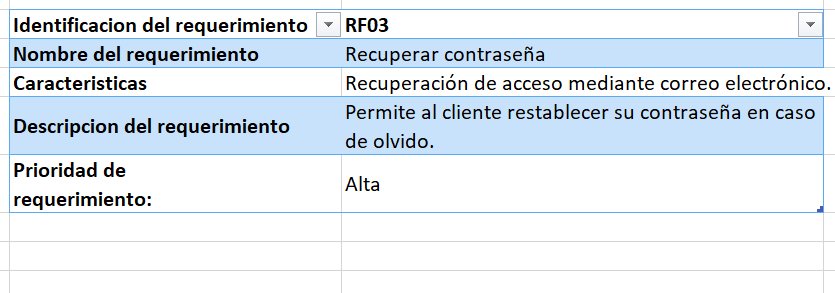 Identificacion del requerimiento RF03
Nombre del requerimiento Recuperar contraseña
Caracteristicas Recuperación de acceso mediante correo electrónico.
Descripcion del requerimiento Permite al cliente restablecer su contraseña en caso
de olvido.
Prioridad de
requerimiento: Alta